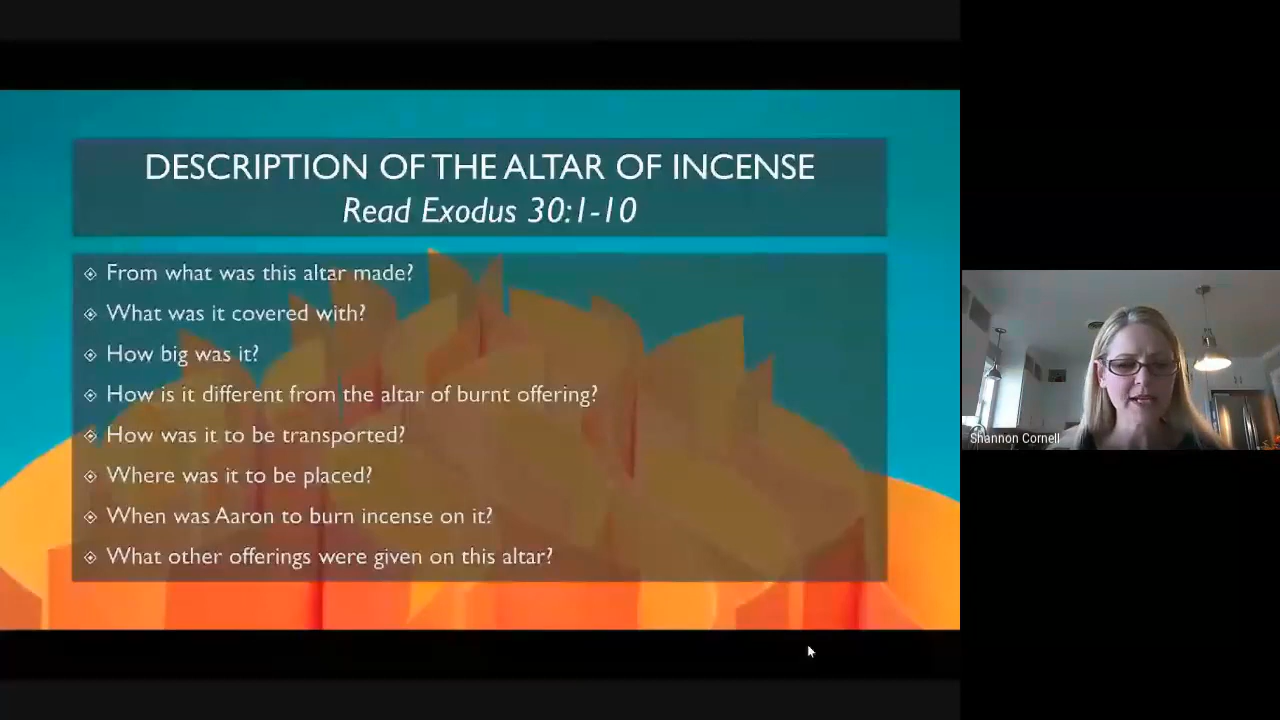 DESCRIPTION OF THE ALTAR OF INCENSE
Read Exodus 30:1-10
From what was this altar made?
What was it covered with?
How big was it?
How is it different from the altar of burnt offering?
How was it to be transported?
Where was it to be placed?
When was Aaron to burn incense on it?
What other offerings were given on this altar?
Shannon Cornell